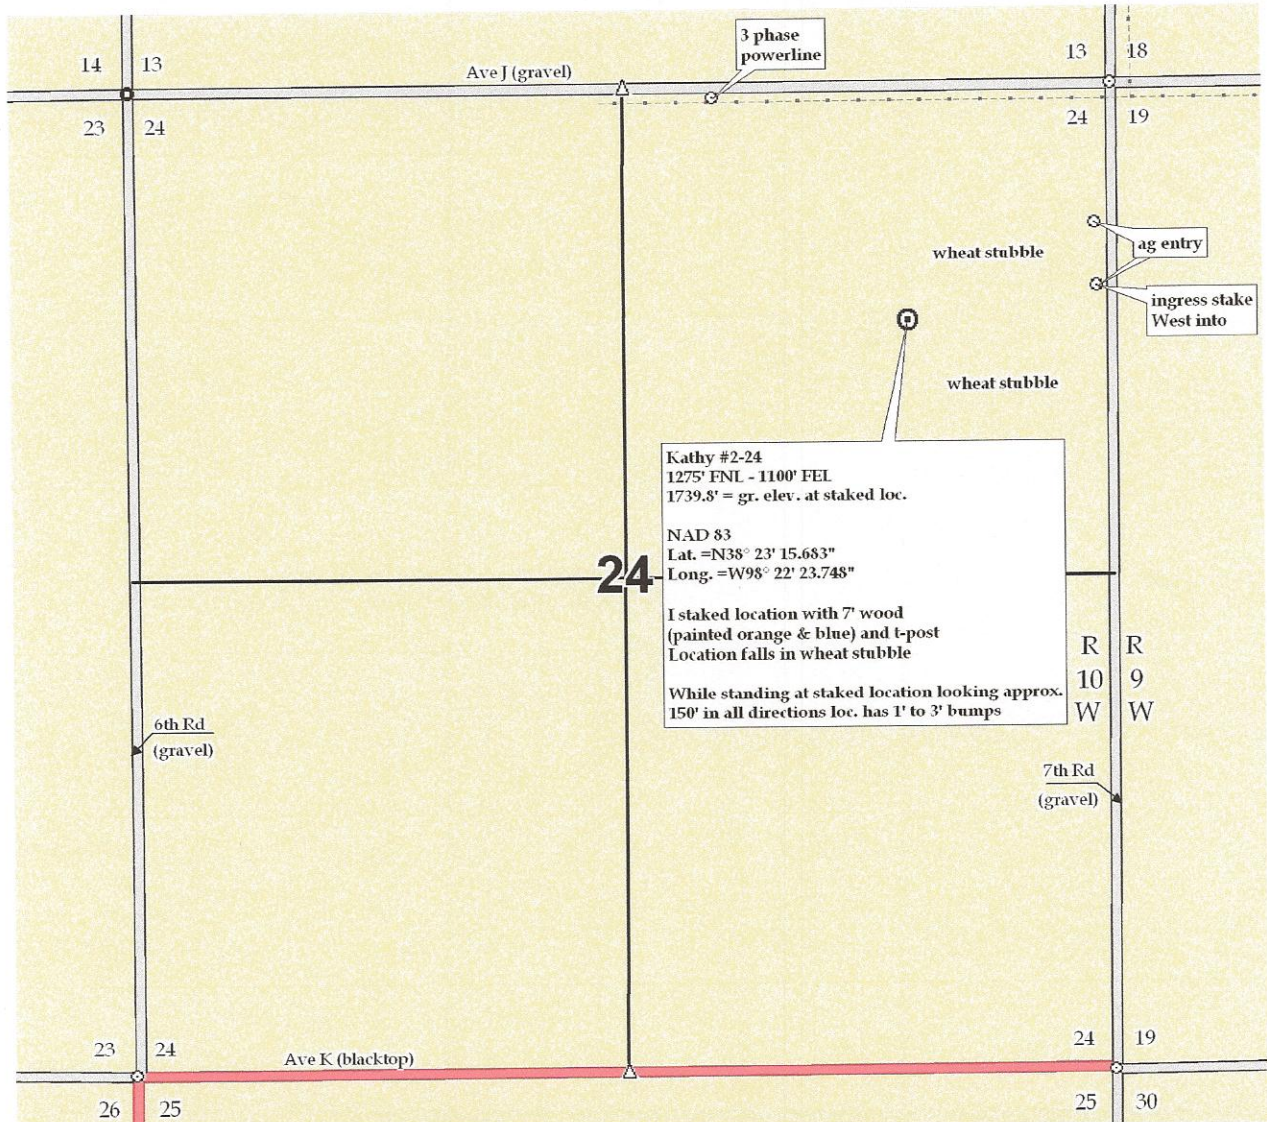 3 phase
powerline
14 13
13 18
Ave J (gravel)
23 24
24 19
ag entry
wheat stubble
ingress stake
West into
wheat stubble
Kathy #2-24
1275' FNL - 1100' FEL
1739.8' = gr. elev. at staked loc.
NAD 83
Lat. =N38° 23' 15.683"
Long. =W98° 22' 23.748"
I staked location with 7' wood
(painted orange & blue) and t-post
Location falls in wheat stubble
While standing at staked location looking approx.
150' in all directions loc. has 1' to 3' bumps
24
R R
10 9
W W
6th Rd
(gravel)
7th Rd
(gravel)
23 24
24 19
Ave K (blacktop)
26 25
25 30